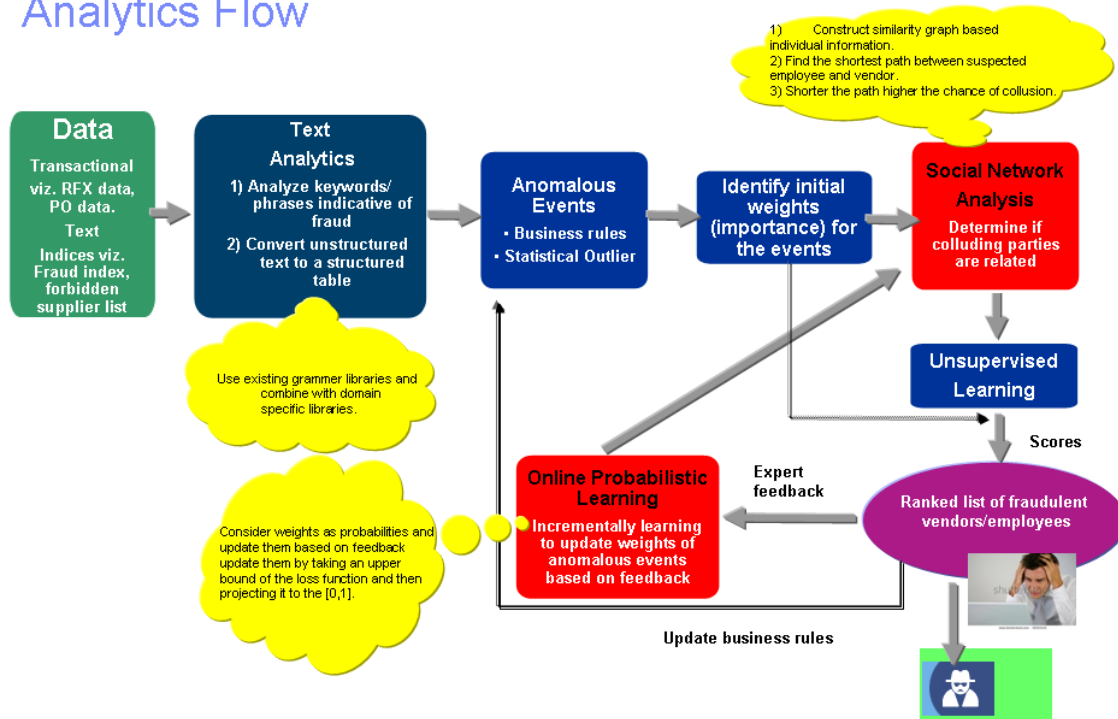 Analytics Flow
1) Construct similarity graph based
individual information.
2) Find the shortest path between suspected
employee and vendor.
3) Shorter the path higher the chance of collusion.
Data
Transactional
viz. RFX data,
PO data.
Text
Indices viz.
Fraud index,
forbidden
supplier list
Text
Analytics
1) Analyze keywords/
phrases indicative of
fraud
2) Convert unstructured
text to a structured
table
Anomalous
Events
• Business rules
• Statistical Outlier
Identify initial
weights
(importance) for
the events
Social Network
Analysis
Determine if
colluding parties
are related
Use existing grammer libraries and
combine with domain
specific libraries.
Unsupervised
Learning
Scores
Consider weights as probabilities and
update them based on feedback
update them by taking an upper
bound of the loss function and then
projecting it to the [0,1].
Online Probabilistic
Learning
Incrementally learning
to update weights of
anomalous events
based on feedback
Expert
feedback
Ranked list of fraudulent
vendors/employees
Update business rules